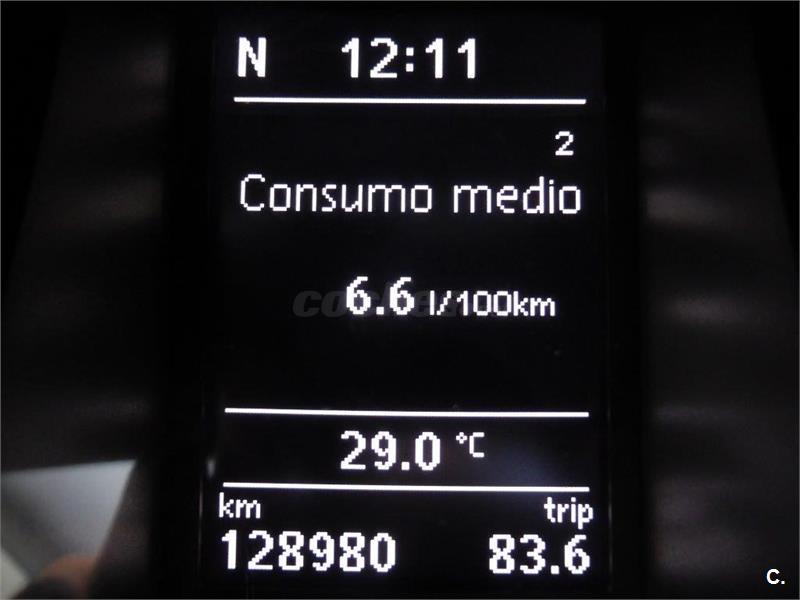 N 12:11
2
Consumo medio
6.6 l/100km
29.0 °C
km trip
128980 83.6
C.